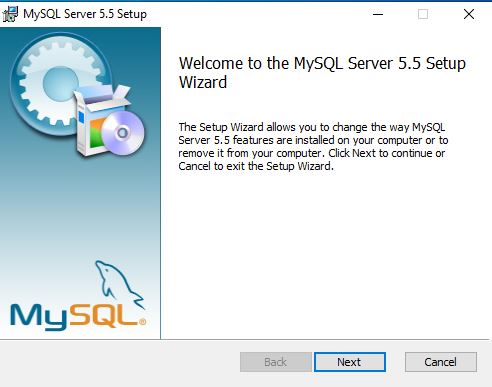 MySQL Server 5.5 Setup
Welcome to the MySQL Server 5.5 Setup
Wizard
The Setup Wizard allows you to change the way MySQL
Server 5.5 features are installed on your computer or to
remove it from your computer. Click Next to continue or
Cancel to exit the Setup Wizard.
MySQL®
Back
Next
Cancel